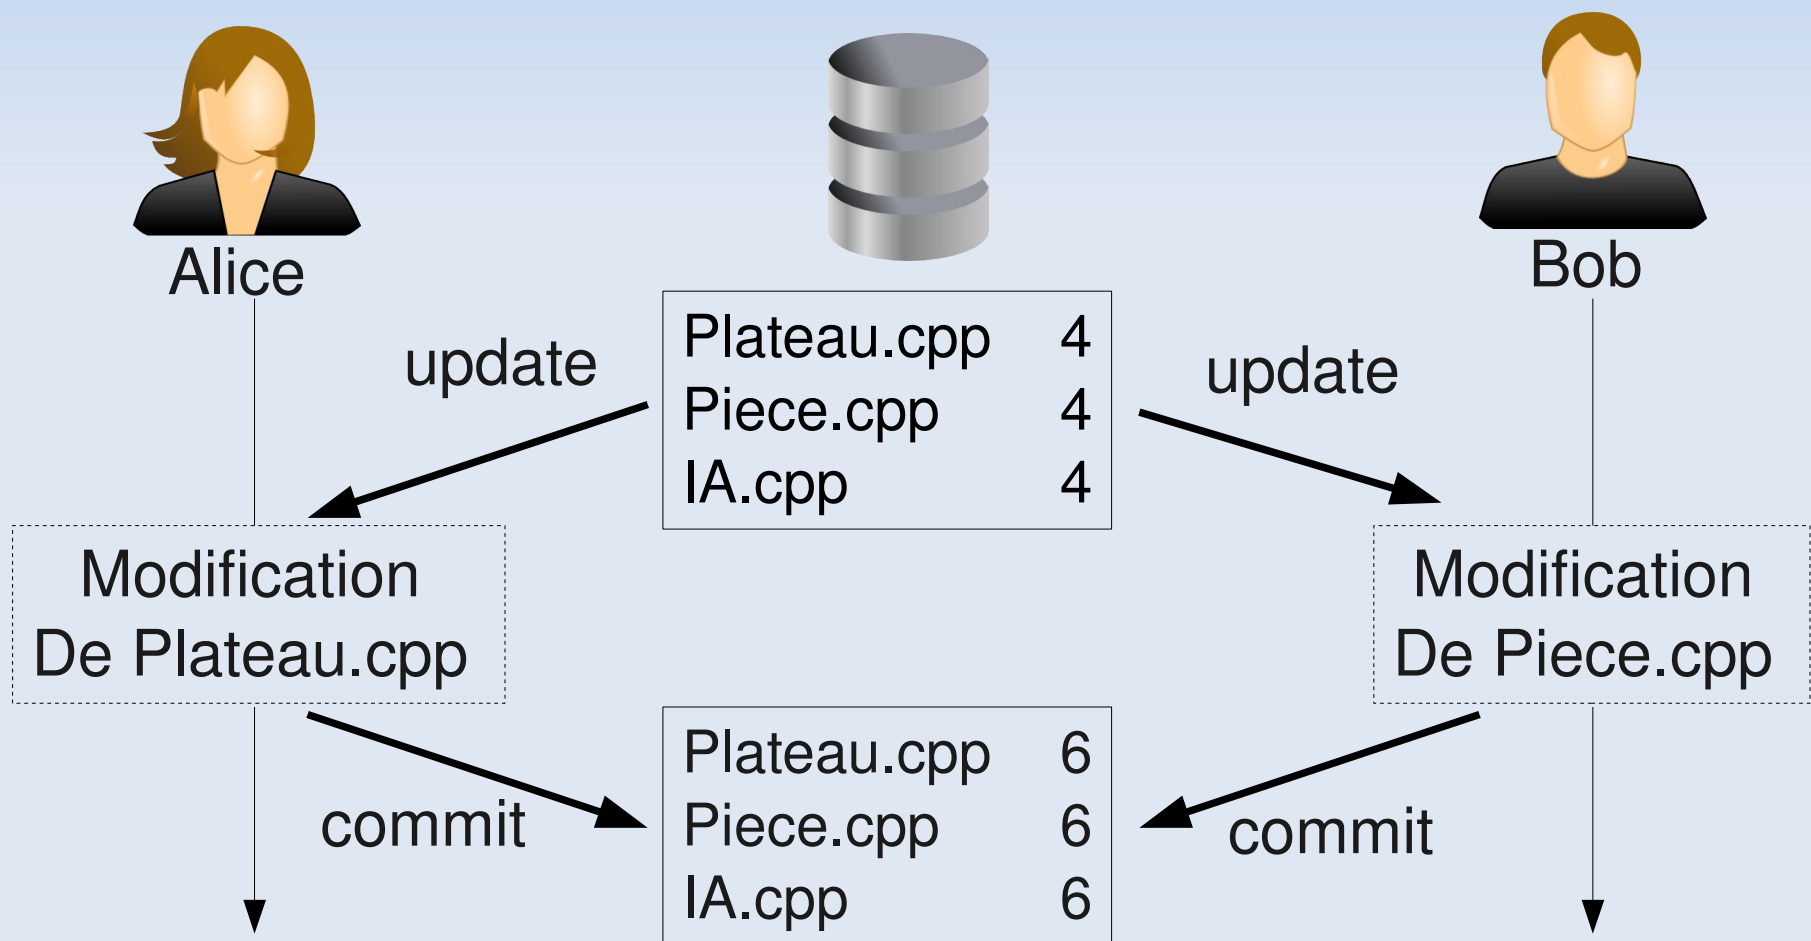 Alice
Bob
update
Plateau.cpp 4
Piece.cpp 4
IA.cpp 4
update
Modification
De Plateau.cpp
Modification
De Piece.cpp
commit
Plateau.cpp 6
Piece.cpp 6
IA.cpp 6
commit